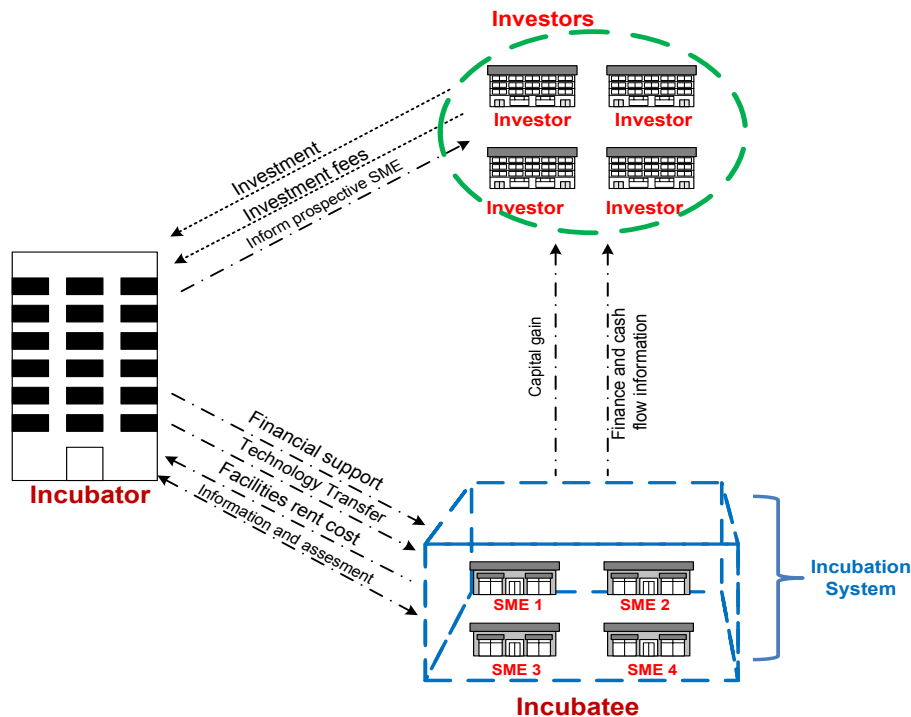 Investors
Investor
Investor
Investor
Investor
Investment
Investment fees
Inform prospective SME
Capital gain
Finance and cash
flow information
Incubator
Financial support
Technology Transfer
Facilities rent cost
Information and assesment
SME 1
SME 2
SME 3
SME 4
Incubation
System
Incubatee